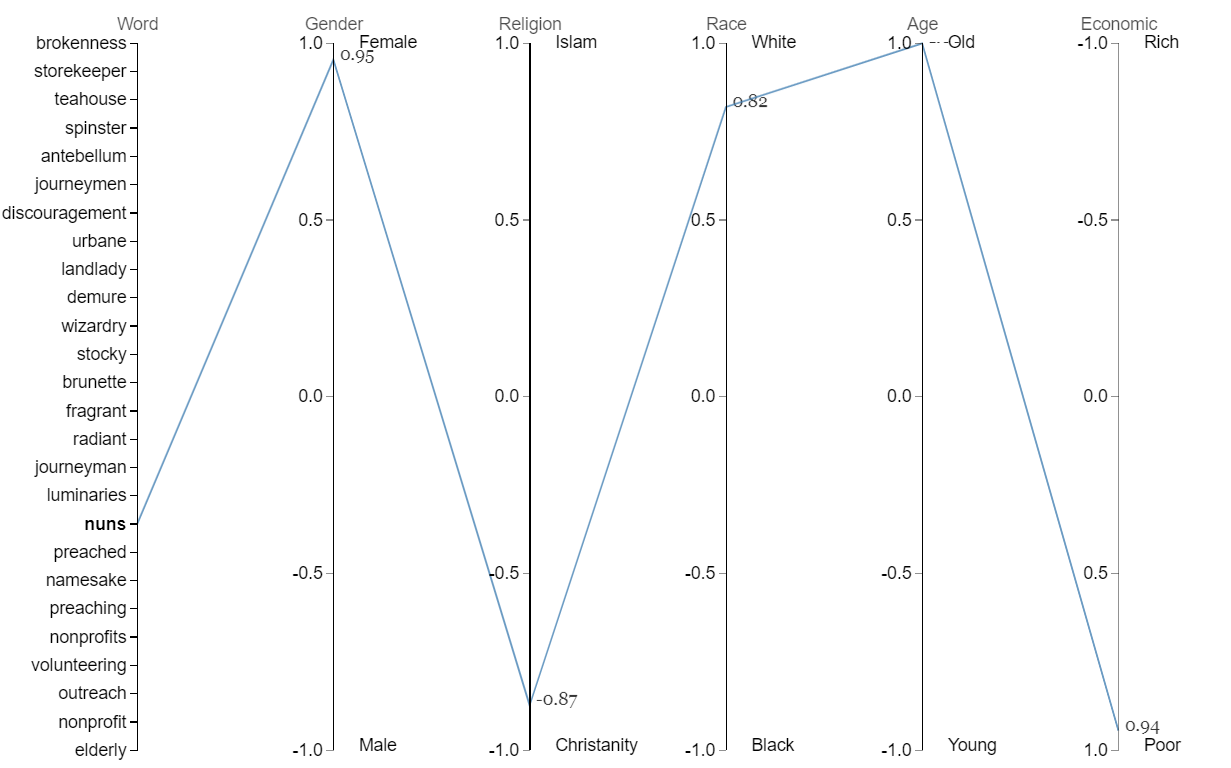 Word Gender Religion Race Age Economic
brokenness 1.0 Female 1.0 Islam 1.0 White 1.0 Old -1.0 Rich
0.95
storekeeper
teahouse
0.82
spinster
antebellum
journeymen
discouragement 0.5 0.5 0.5 0.5 -0.5
urbane
landlady
demure
wizardry
stocky
brunette
0.0 0.0 0.0 0.0 0.0
fragrant
radiant
journeyman
luminaries
nuns
preached
namesake -0.5 -0.5 -0.5 -0.5 0.5
preaching
nonprofits
volunteering
outreach -0.87
nonprofit 0.94
elderly -1.0 Male -1.0 Christanity -1.0 Black -1.0 Young 1.0 Poor